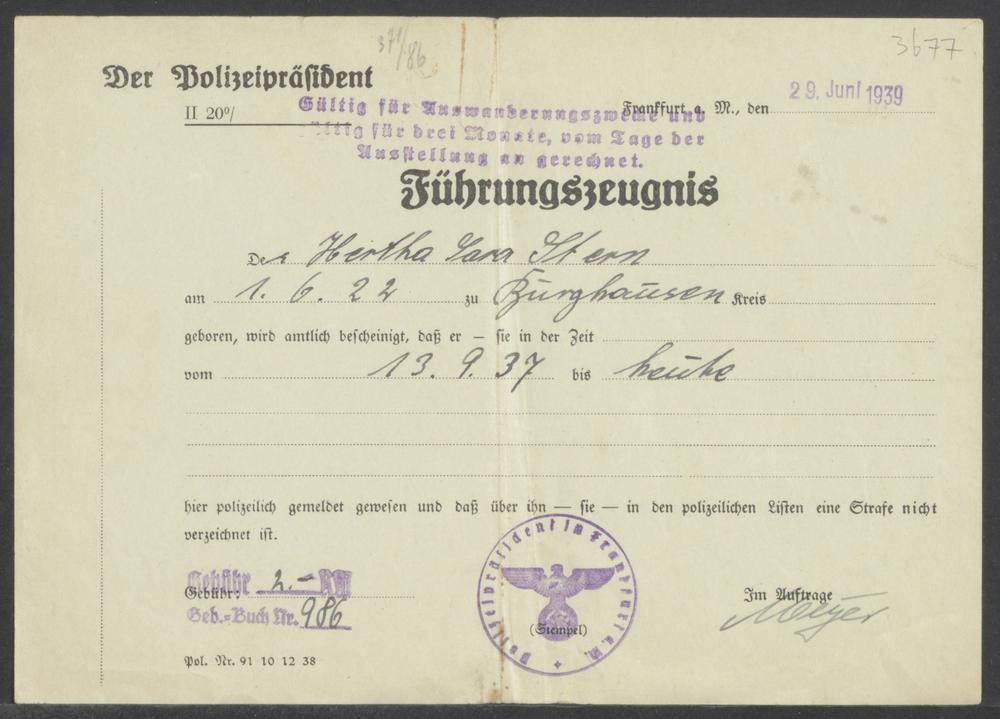 371/86
3677
Der Polizeipräsident
II 20%
Frankfurt a. M., den 29. Juni 1939
Gültig für Auswanderungszwecke und
gültig für drei Monate, vom Tage der
Ausstellung an gerechnet.
Führungszeugnis
Der Hertha Sara Stern
am 1. 6. 22 zu Burghausen Kreis
geboren, wird amtlich bescheinigt, daß er — sie in der Zeit
vom 13. 9. 37 bis heute
hier polizeilich gemeldet gewesen und daß über ihn — sie — in den polizeilichen Listen eine Strafe nicht
verzeichnet ist.
Gebühr 2.- RM
Gebühr:
Geb.=Buch Nr. 986
Polizeipräsident in Frankfurt a. M.
(Stempel)
Im Auftrage
Meyer
Pol. Nr. 91 10 12 38